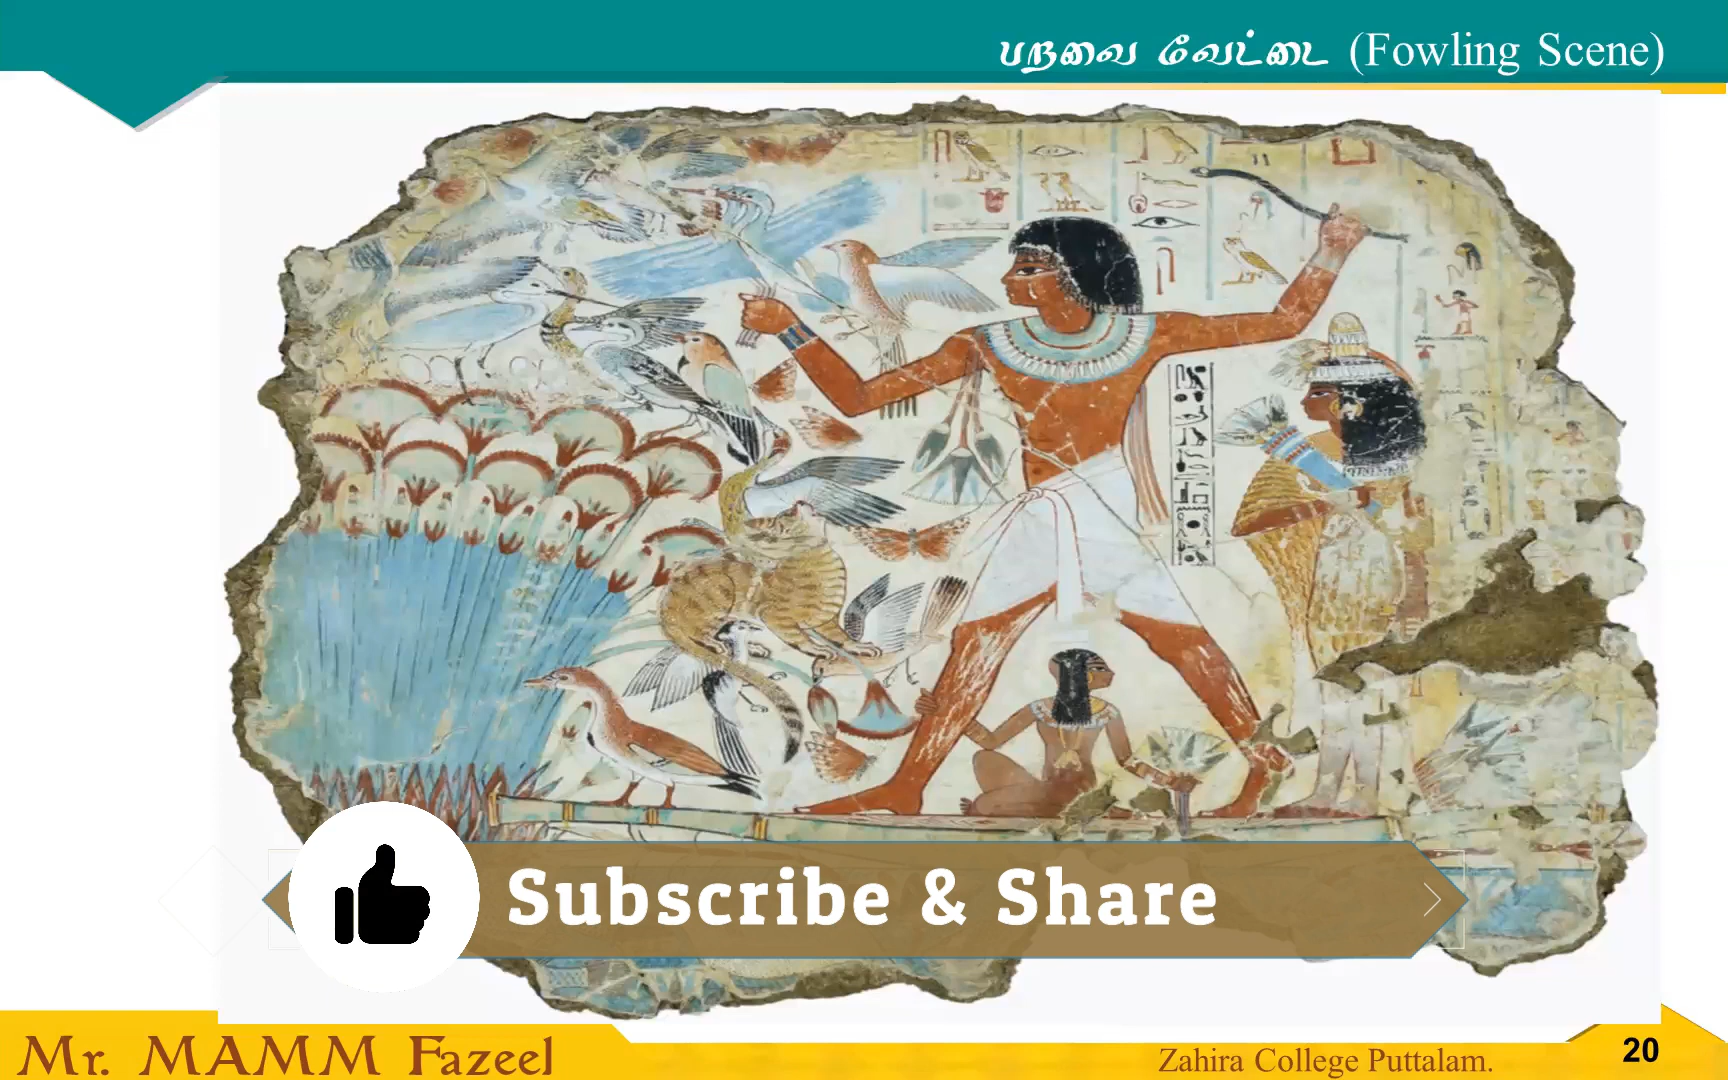 பறவை வேட்டை (Fowling Scene)
Subscribe & Share
Mr. MAMM Fazeel
Zahira College Puttalam.
20